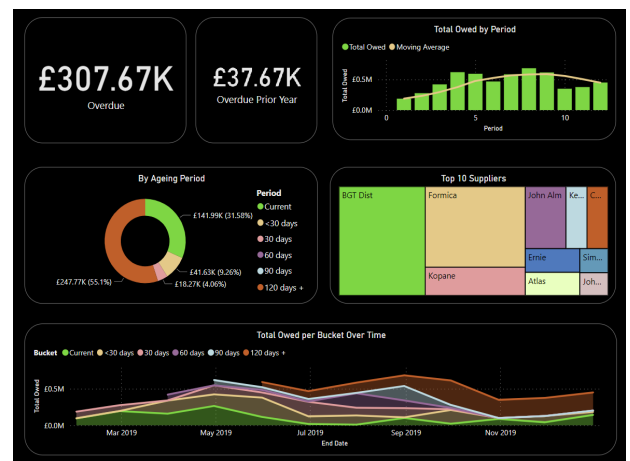 £307.67K
Overdue
£37.67K
Overdue Prior Year
Total Owed by Period
Total Owed Moving Average
Total Owed
£0.5M
£0.0M
0 5 10
Period
By Ageing Period
£141.99K (31.58%)
£41.63K (9.26%)
£18.27K (4.06%)
£247.77K (55.1%)
Period
Current
<30 days
30 days
60 days
90 days
120 days +
Top 10 Suppliers
BGT Dist
Formica
Kopane
John Alm
Ke...
C...
Ernie
Sim...
Atlas
Joh...
Total Owed per Bucket Over Time
Bucket Current <30 days 30 days 60 days 90 days 120 days +
Total Owed
£0.5M
£0.0M
Mar 2019 May 2019 Jul 2019 Sep 2019 Nov 2019
End Date